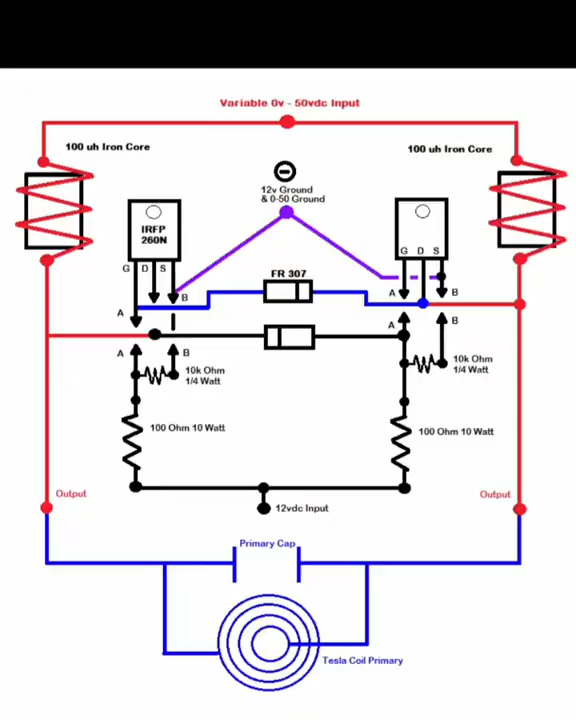 Variable 0v - 50vdc Input
100 uh Iron Core
100 uh Iron Core
12v Ground
& 0-50 Ground
IRFP
260N
G D S
G D S
FR 307
A
B
A
B
A
B
A
B
10k Ohm
1/4 Watt
10k Ohm
1/4 Watt
100 Ohm 10 Watt
100 Ohm 10 Watt
Output
Output
12vdc Input
Primary Cap
Tesla Coil Primary